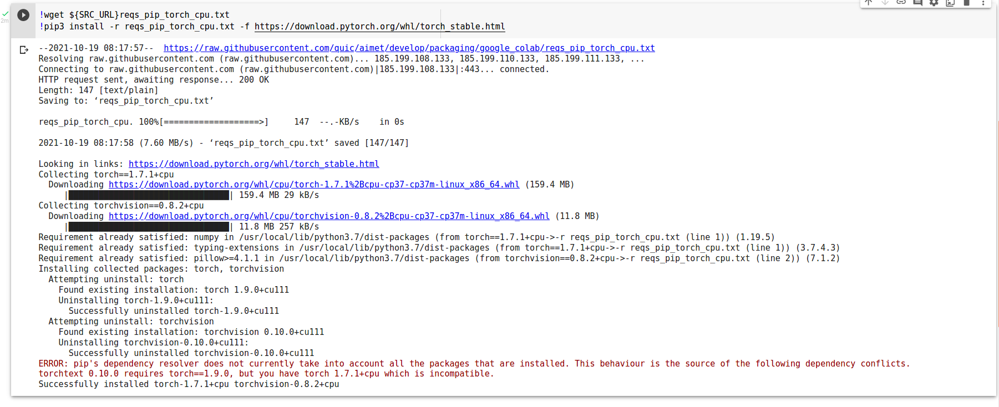 !wget ${SRC_URL}reqs_pip_torch_cpu.txt
2m
!pip3 install -r reqs_pip_torch_cpu.txt -f https://download.pytorch.org/whl/torch_stable.html
--2021-10-19 08:17:57--  https://raw.githubusercontent.com/quic/aimet/develop/packaging/google_colab/reqs_pip_torch_cpu.txt
Resolving raw.githubusercontent.com (raw.githubusercontent.com)... 185.199.108.133, 185.199.110.133, 185.199.111.133, ...
Connecting to raw.githubusercontent.com (raw.githubusercontent.com)|185.199.108.133|:443... connected.
HTTP request sent, awaiting response... 200 OK
Length: 147 [text/plain]
Saving to: ‘reqs_pip_torch_cpu.txt’
reqs_pip_torch_cpu. 100%[===================>]     147  --.-KB/s    in 0s
2021-10-19 08:17:58 (7.60 MB/s) - ‘reqs_pip_torch_cpu.txt’ saved [147/147]
Looking in links: https://download.pytorch.org/whl/torch_stable.html
Collecting torch==1.7.1+cpu
  Downloading https://download.pytorch.org/whl/cpu/torch-1.7.1%2Bcpu-cp37-cp37m-linux_x86_64.whl (159.4 MB)
     |████████████████████████████████| 159.4 MB 29 kB/s
Collecting torchvision==0.8.2+cpu
  Downloading https://download.pytorch.org/whl/cpu/torchvision-0.8.2%2Bcpu-cp37-cp37m-linux_x86_64.whl (11.8 MB)
     |████████████████████████████████| 11.8 MB 257 kB/s
Requirement already satisfied: numpy in /usr/local/lib/python3.7/dist-packages (from torch==1.7.1+cpu->-r reqs_pip_torch_cpu.txt (line 1)) (1.19.5)
Requirement already satisfied: typing-extensions in /usr/local/lib/python3.7/dist-packages (from torch==1.7.1+cpu->-r reqs_pip_torch_cpu.txt (line 1)) (3.7.4.3)
Requirement already satisfied: pillow>=4.1.1 in /usr/local/lib/python3.7/dist-packages (from torchvision==0.8.2+cpu->-r reqs_pip_torch_cpu.txt (line 2)) (7.1.2)
Installing collected packages: torch, torchvision
  Attempting uninstall: torch
    Found existing installation: torch 1.9.0+cu111
    Uninstalling torch-1.9.0+cu111:
      Successfully uninstalled torch-1.9.0+cu111
  Attempting uninstall: torchvision
    Found existing installation: torchvision 0.10.0+cu111
    Uninstalling torchvision-0.10.0+cu111:
      Successfully uninstalled torchvision-0.10.0+cu111
ERROR: pip's dependency resolver does not currently take into account all the packages that are installed. This behaviour is the source of the following dependency conflicts.
torchtext 0.10.0 requires torch==1.9.0, but you have torch 1.7.1+cpu which is incompatible.
Successfully installed torch-1.7.1+cpu torchvision-0.8.2+cpu